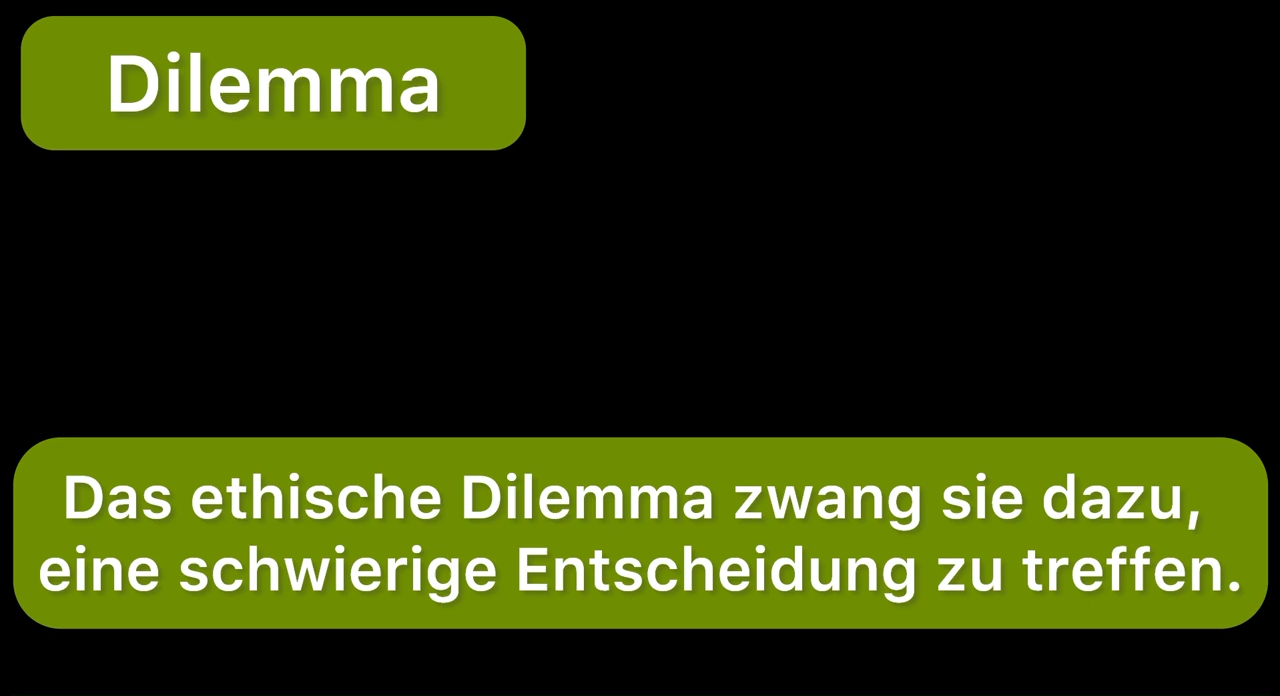 Dilemma
Das ethische Dilemma zwang sie dazu,
eine schwierige Entscheidung zu treffen.